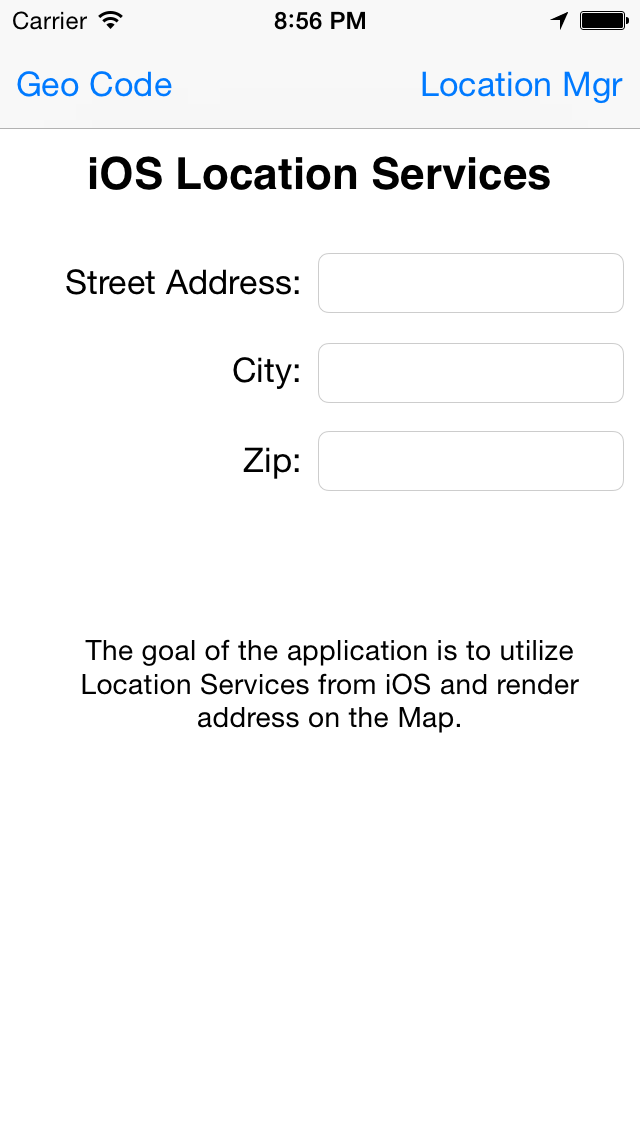 Carrier 8:56 PM
Geo Code Location Mgr
iOS Location Services
Street Address:
City:
Zip:
The goal of the application is to utilize
Location Services from iOS and render
address on the Map.